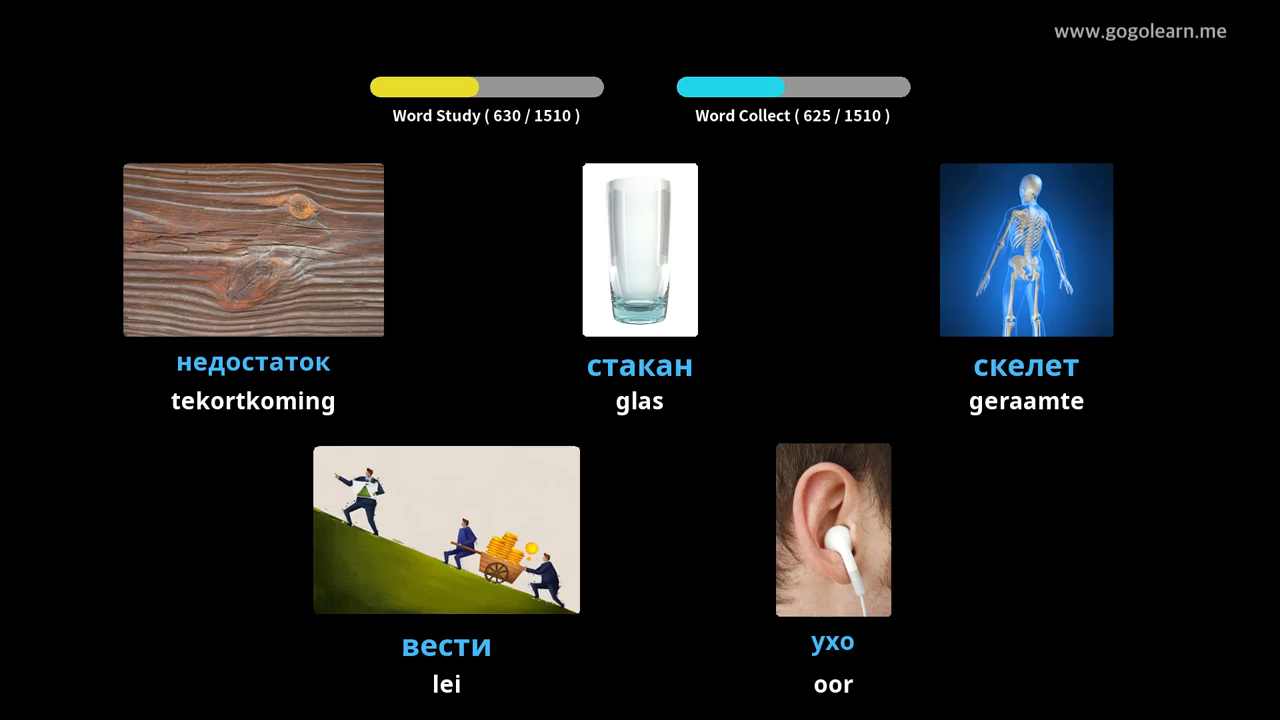 www.gogolearn.me
Word Study ( 630 / 1510 )
Word Collect ( 625 / 1510 )
недостаток
tekortkoming
стакан
glas
скелет
geraamte
вести
lei
ухо
oor